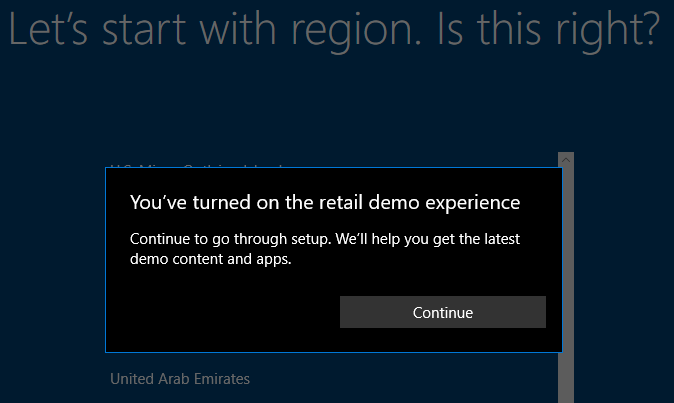 Let's start with region. Is this right?
You've turned on the retail demo experience
Continue to go through setup. We'll help you get the latest
demo content and apps.
Continue
United Arab Emirates